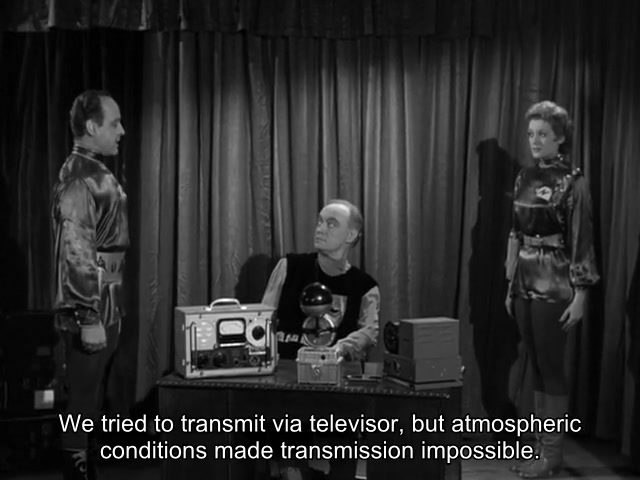 We tried to transmit via televisor, but atmospheric
conditions made transmission impossible.